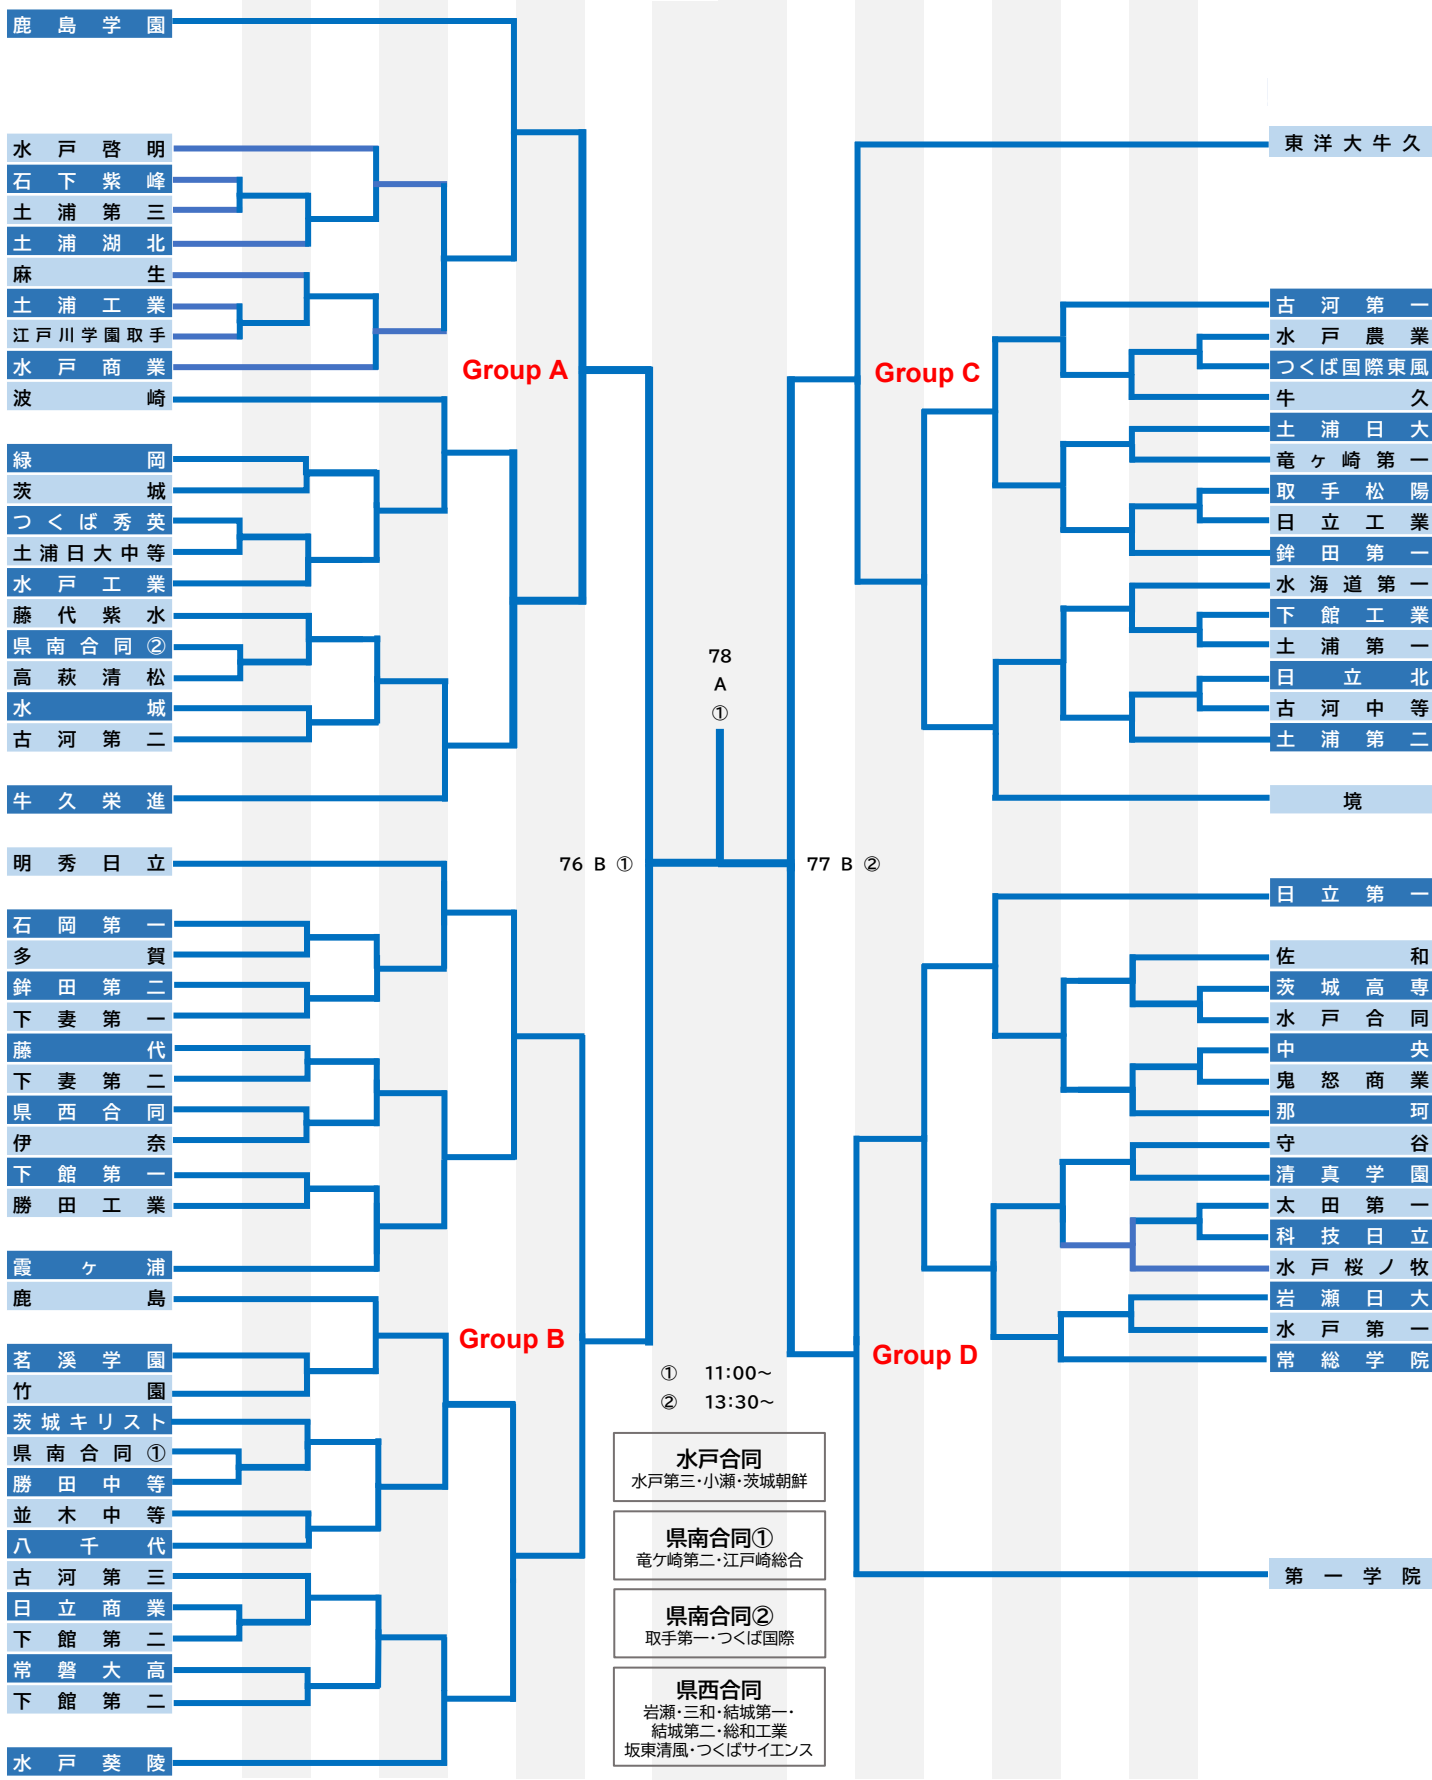 鹿島学園
水戸啓明
石下紫峰
土浦第三
土浦湖北
麻生
土浦工業
江戸川学園取手
水戸商業
波崎
緑岡
茨城
つくば秀英
土浦日大中等
水戸工業
藤代紫水
県南合同②
高萩清松
水城
古河第二
牛久栄進
明秀日立
石岡第一
多賀
鉾田第二
下妻第一
藤代
下妻第二
県西合同
伊奈
下館第一
勝田工業
霞ヶ浦
鹿島
茗溪学園
竹園
茨城キリスト
県南合同①
勝田中等
並木中等
八千代
古河第三
日立商業
下館第二
常磐大高
下館第二
水戸葵陵
Group A
Group B
78
A
①
76 B ①
77 B ②
① 11:00~
② 13:30~
水戸合同
水戸第三・小瀬・茨城朝鮮
県南合同①
竜ケ崎第二・江戸崎総合
県南合同②
取手第一・つくば国際
県西合同
岩瀬・三和・結城第一・
結城第二・総和工業
坂東清風・つくばサイエンス
Group C
Group D
東洋大牛久
古河第一
水戸農業
つくば国際東風
牛久
土浦日大
竜ヶ崎第一
取手松陽
日立工業
鉾田第一
水海道第一
下館工業
土浦第一
日立北
古河中等
土浦第二
境
日立第一
佐和
茨城高専
水戸合同
中央
鬼怒商業
那珂
守谷
清真学園
太田第一
科技日立
水戸桜ノ牧
岩瀬日大
水戸第一
常総学院
第一学院